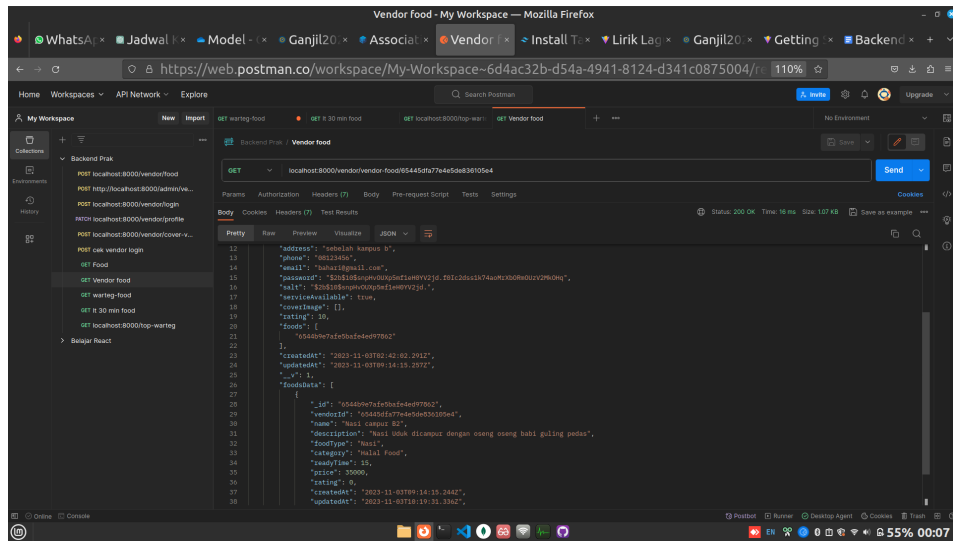 Vendor food - My Workspace — Mozilla Firefox
WhatsAp Jadwal K Model - Ganjil20 Associat Vendor f Install Ta Lirik Lag Ganjil20 Getting S Backend
https://web.postman.co/workspace/My-Workspace~6d4ac32b-d54a-4941-8124-d341c0875004/re 110%
Home Workspaces API Network Explore Search Postman Invite Upgrade
My Workspace New Import GET warteg-food GET lt 30 min food GET localhost:8000/top-wart GET Vendor food No Environment
Collections
Environments
History
Backend Prak
POST localhost:8000/vendor/food
POST http://localhost:8000/admin/ve...
POST localhost:8000/vendor/login
PATCH localhost:8000/vendor/profile
POST localhost:8000/vendor/cover-v...
POST cek vendor login
GET Food
GET Vendor food
GET warteg-food
GET lt 30 min food
GET localhost:8000/top-warteg
Belajar React
Backend Prak / Vendor food Save
GET localhost:8000/vendor/vendor-food/65445dfa77e4e5de836105e4 Send
Params Authorization Headers (7) Body Pre-request Script Tests Settings Cookies
Body Cookies Headers (7) Test Results Status: 200 OK Time: 16 ms Size: 1.07 KB Save as example
Pretty Raw Preview Visualize JSON
12 "address": "sebelah kampus b",
13 "phone": "08123456",
14 "email": "bahari@gmail.com",
15 "password":
16 "salt": "$2b$10$snpHvOUXp5mf1eH0YV2jd.",
17 "serviceAvailable": true,
18 "coverImage": [],
19 "rating": 10,
20 "foods": [
21 "6544b9e7afe5bafe4ed97862"
22 ],
23 "createdAt": "2023-11-03T02:42:02.291Z",
24 "updatedAt": "2023-11-03T09:14:15.257Z",
25 "__v": 1,
26 "foodsData": [
27 {
28 "_id": "6544b9e7afe5bafe4ed97862",
29 "vendorId": "65445dfa77e4e5de836105e4",
30 "name": "Nasi campur B2",
31 "description": "Nasi Uduk dicampur dengan oseng oseng babi guling pedas",
32 "foodType": "Nasi",
33 "category": "Halal Food",
34 "readyTime": 15,
35 "price": 35000,
36 "rating": 0,
37 "createdAt": "2023-11-03T09:14:15.244Z",
38 "updatedAt": "2023-11-03T10:19:31.336Z",
Online Console Postbot Runner Desktop Agent Cookies Trash
EN 55% 00:07